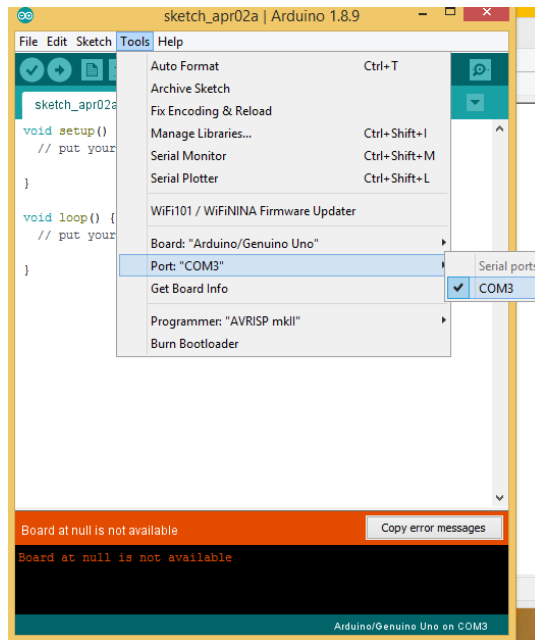 sketch_apr02a | Arduino 1.8.9
File Edit Sketch Tools Help
sketch_apr02a
void setup()
// put your
}
void loop() {
// put your
}
Auto Format Ctrl+T
Archive Sketch
Fix Encoding & Reload
Manage Libraries... Ctrl+Shift+I
Serial Monitor Ctrl+Shift+M
Serial Plotter Ctrl+Shift+L
WiFi101 / WiFiNINA Firmware Updater
Board: "Arduino/Genuino Uno"
Port: "COM3"
Get Board Info
Programmer: "AVRISP mkII"
Burn Bootloader
Serial ports
COM3
Board at null is not available
Copy error messages
Board at null is not available
Arduino/Genuino Uno on COM3